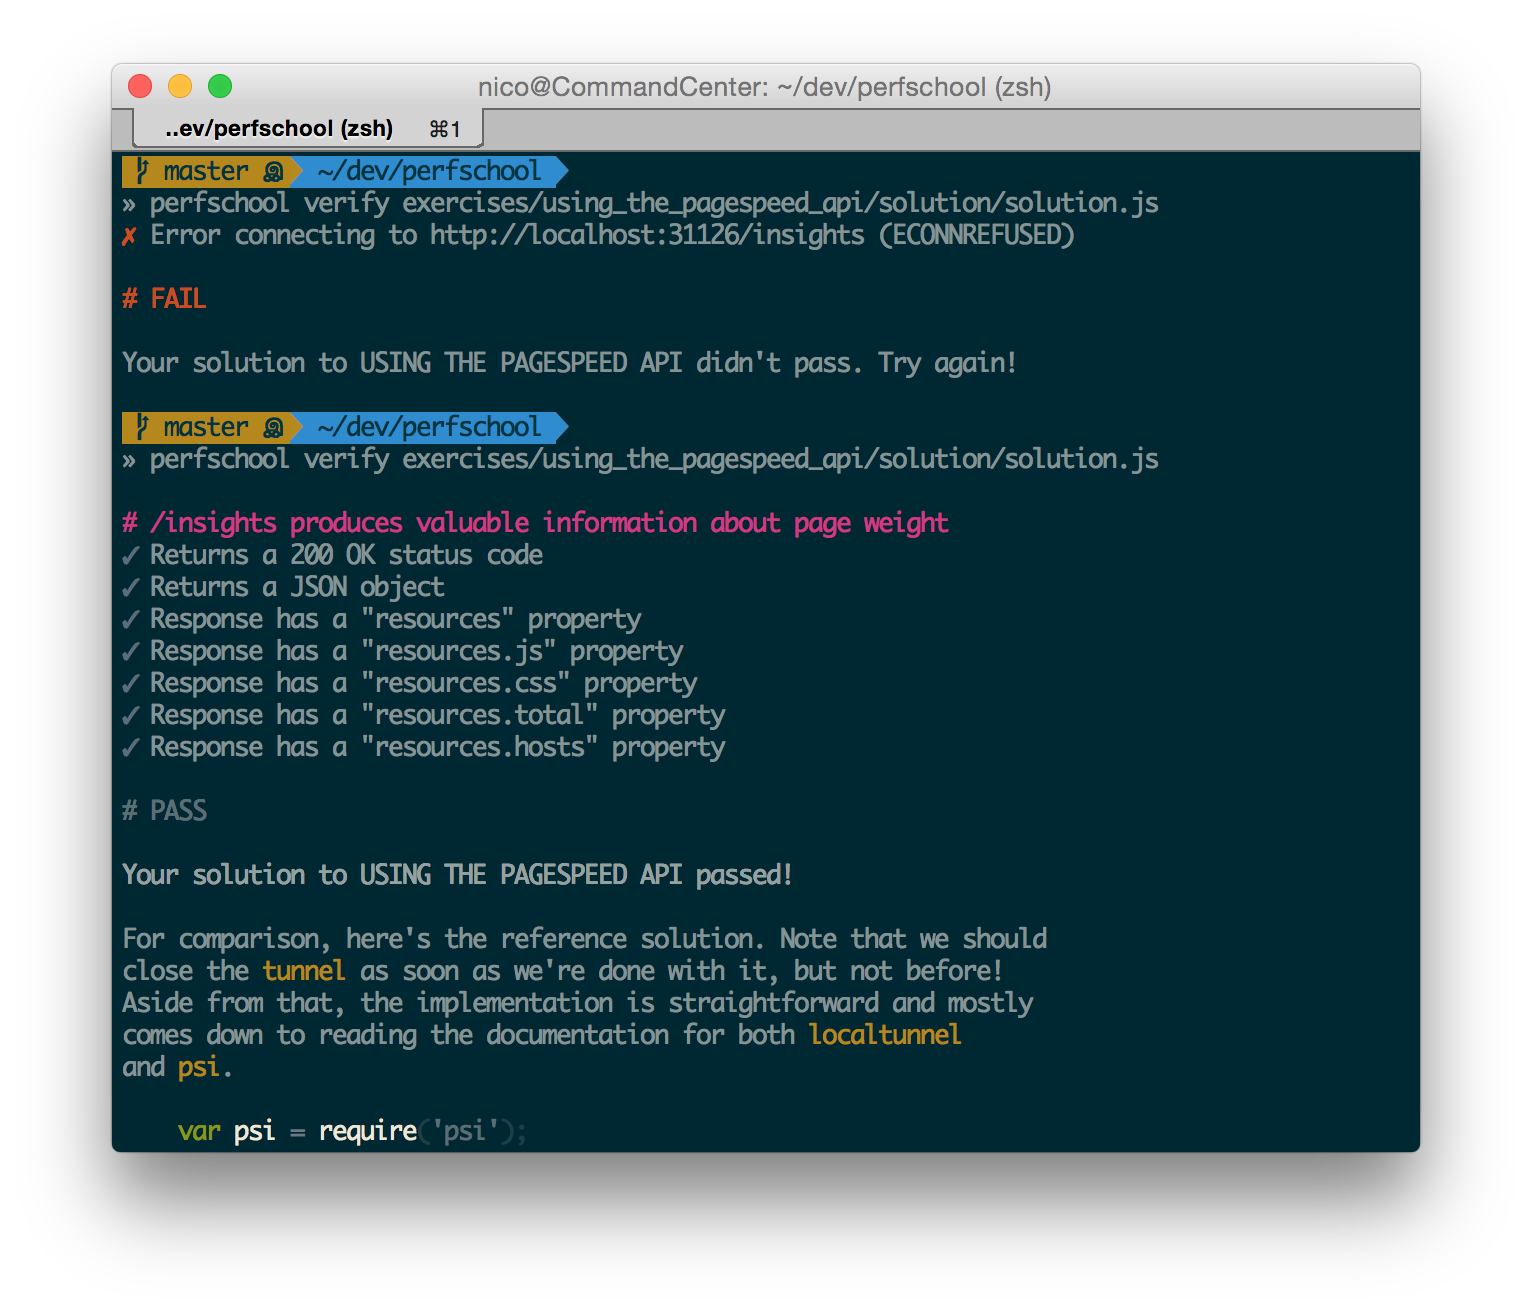 nico@CommandCenter: ~/dev/perfschool (zsh)
..ev/perfschool (zsh) ⌘1
master ~/dev/perfschool
» perfschool verify exercises/using_the_pagespeed_api/solution/solution.js
✗ Error connecting to http://localhost:31126/insights (ECONNREFUSED)
# FAIL
Your solution to USING THE PAGESPEED API didn't pass. Try again!
master ~/dev/perfschool
» perfschool verify exercises/using_the_pagespeed_api/solution/solution.js
# /insights produces valuable information about page weight
✓ Returns a 200 OK status code
✓ Returns a JSON object
✓ Response has a "resources" property
✓ Response has a "resources.js" property
✓ Response has a "resources.css" property
✓ Response has a "resources.total" property
✓ Response has a "resources.hosts" property
# PASS
Your solution to USING THE PAGESPEED API passed!
For comparison, here's the reference solution. Note that we should
close the tunnel as soon as we're done with it, but not before!
Aside from that, the implementation is straightforward and mostly
comes down to reading the documentation for both localtunnel
and psi.
var psi = require('psi');